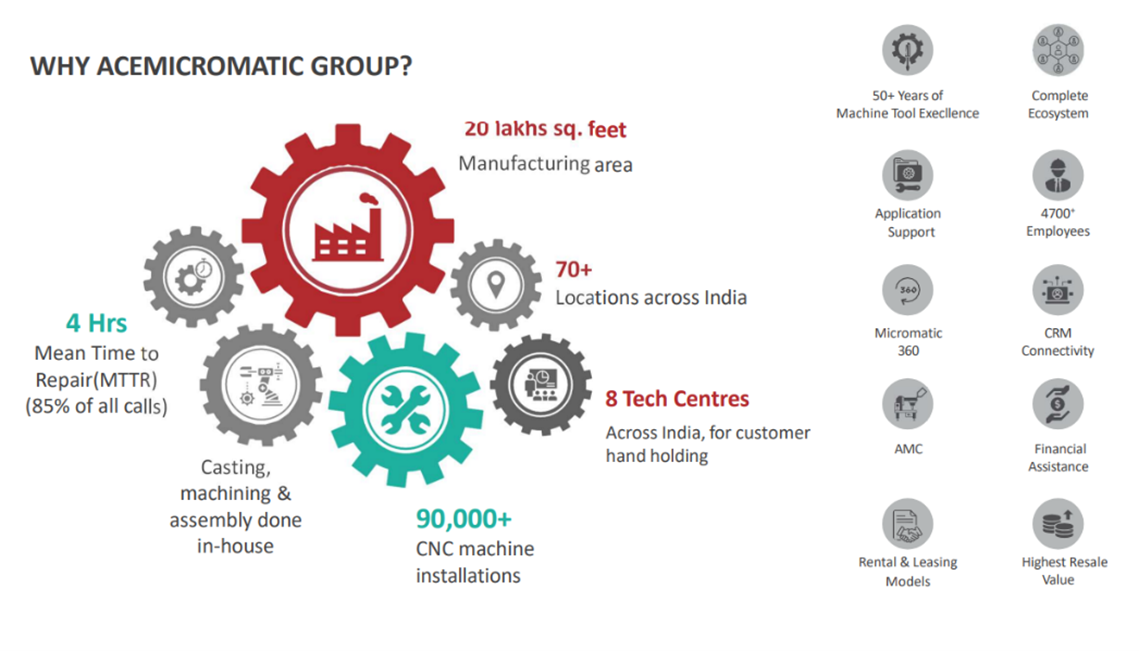 WHY ACEMICROMATIC GROUP?
20 lakhs sq. feet
Manufacturing area
70+
Locations across India
4 Hrs
Mean Time to
Repair(MTTR)
(85% of all calls)
8 Tech Centres
Across India, for customer
hand holding
Casting,
machining &
assembly done
in-house
90,000+
CNC machine
installations
50+ Years of
Machine Tool Execllence
Complete
Ecosystem
Application
Support
4700+
Employees
360
Micromatic
360
CRM
Connectivity
AMC
Financial
Assistance
Rental & Leasing
Models
Highest Resale
Value